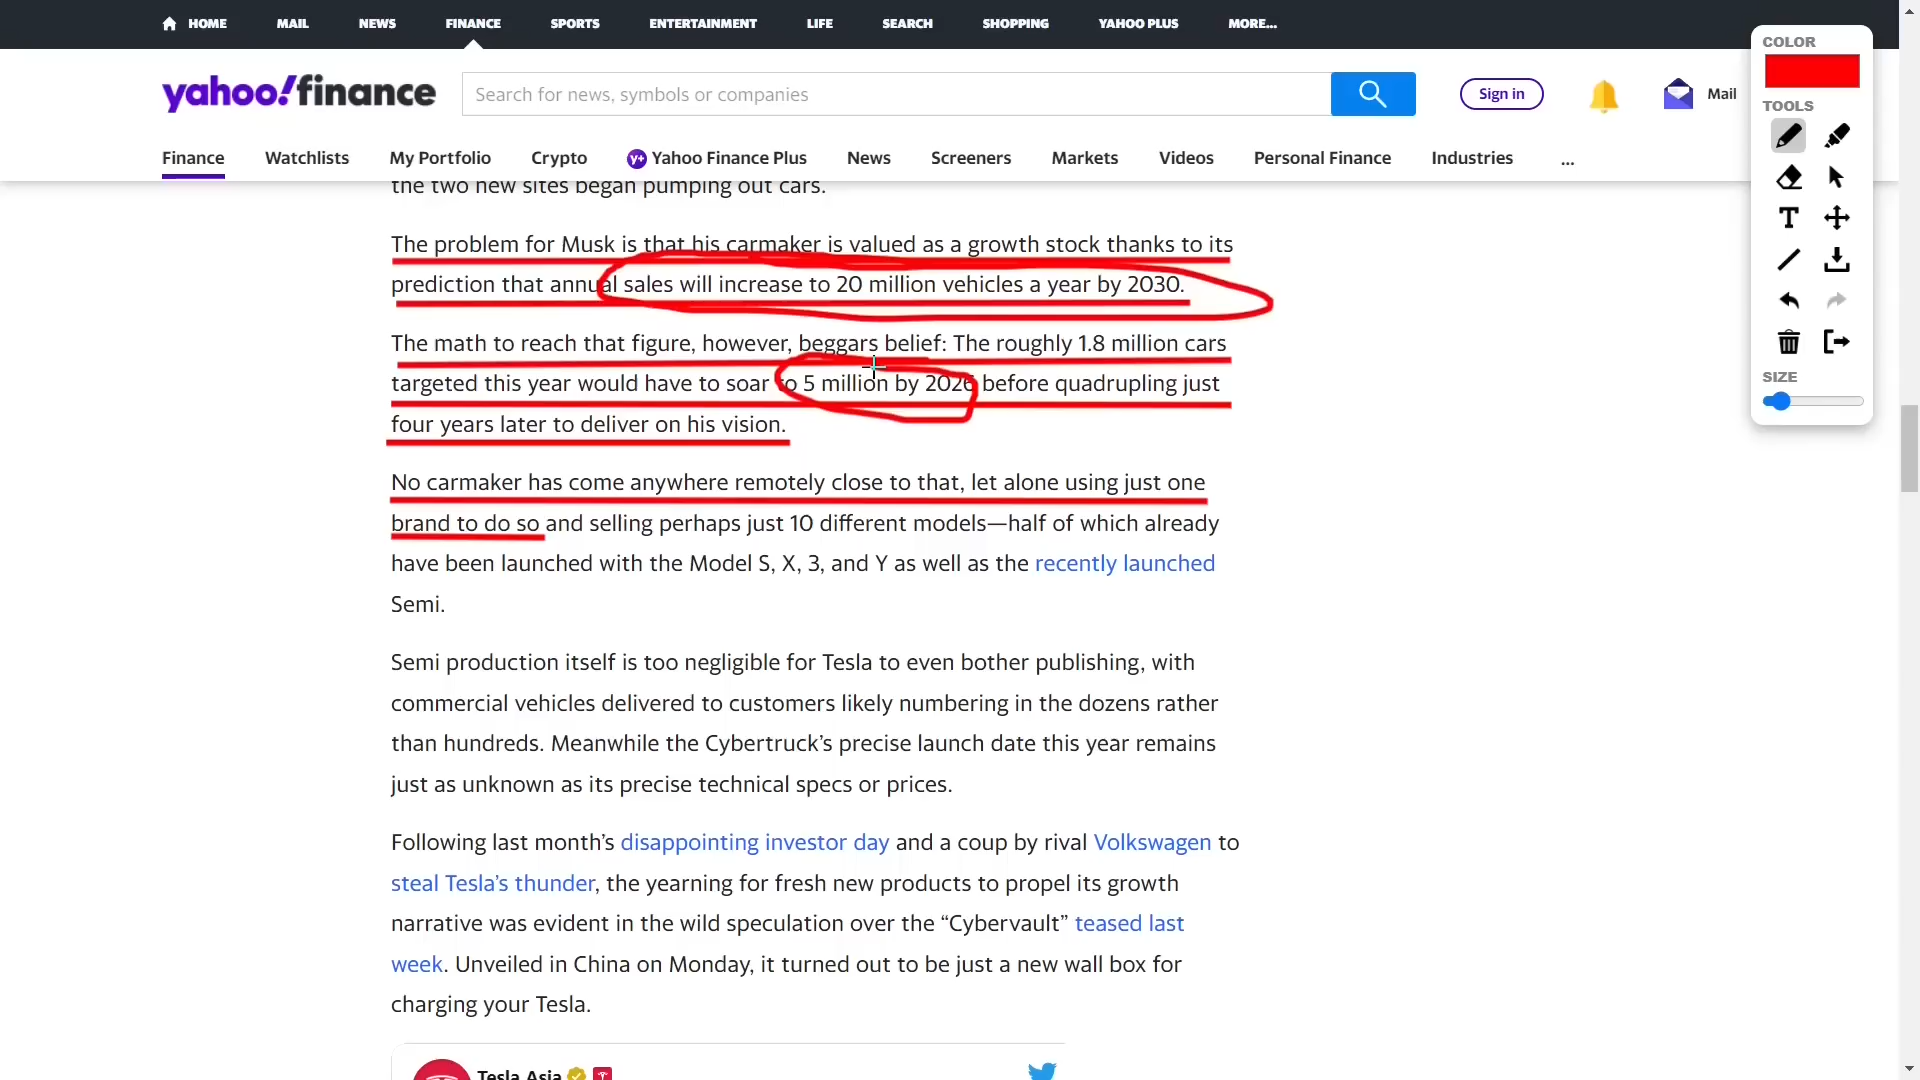 HOME MAIL NEWS FINANCE SPORTS ENTERTAINMENT LIFE SEARCH SHOPPING YAHOO PLUS MORE...
yahoo!finance Search for news, symbols or companies Sign in Mail
Finance Watchlists My Portfolio Crypto y+ Yahoo Finance Plus News Screeners Markets Videos Personal Finance Industries ...
COLOR
TOOLS
T
SIZE
the two new sites began pumping out cars.
The problem for Musk is that his carmaker is valued as a growth stock thanks to its
prediction that annual sales will increase to 20 million vehicles a year by 2030.
The math to reach that figure, however, beggars belief: The roughly 1.8 million cars
targeted this year would have to soar to 5 million by 2026 before quadrupling just
four years later to deliver on his vision.
No carmaker has come anywhere remotely close to that, let alone using just one
brand to do so and selling perhaps just 10 different models—half of which already
have been launched with the Model S, X, 3, and Y as well as the recently launched
Semi.
Semi production itself is too negligible for Tesla to even bother publishing, with
commercial vehicles delivered to customers likely numbering in the dozens rather
than hundreds. Meanwhile the Cybertruck’s precise launch date this year remains
just as unknown as its precise technical specs or prices.
Following last month’s disappointing investor day and a coup by rival Volkswagen to
steal Tesla’s thunder, the yearning for fresh new products to propel its growth
narrative was evident in the wild speculation over the “Cybervault” teased last
week. Unveiled in China on Monday, it turned out to be just a new wall box for
charging your Tesla.
Tesla Asia